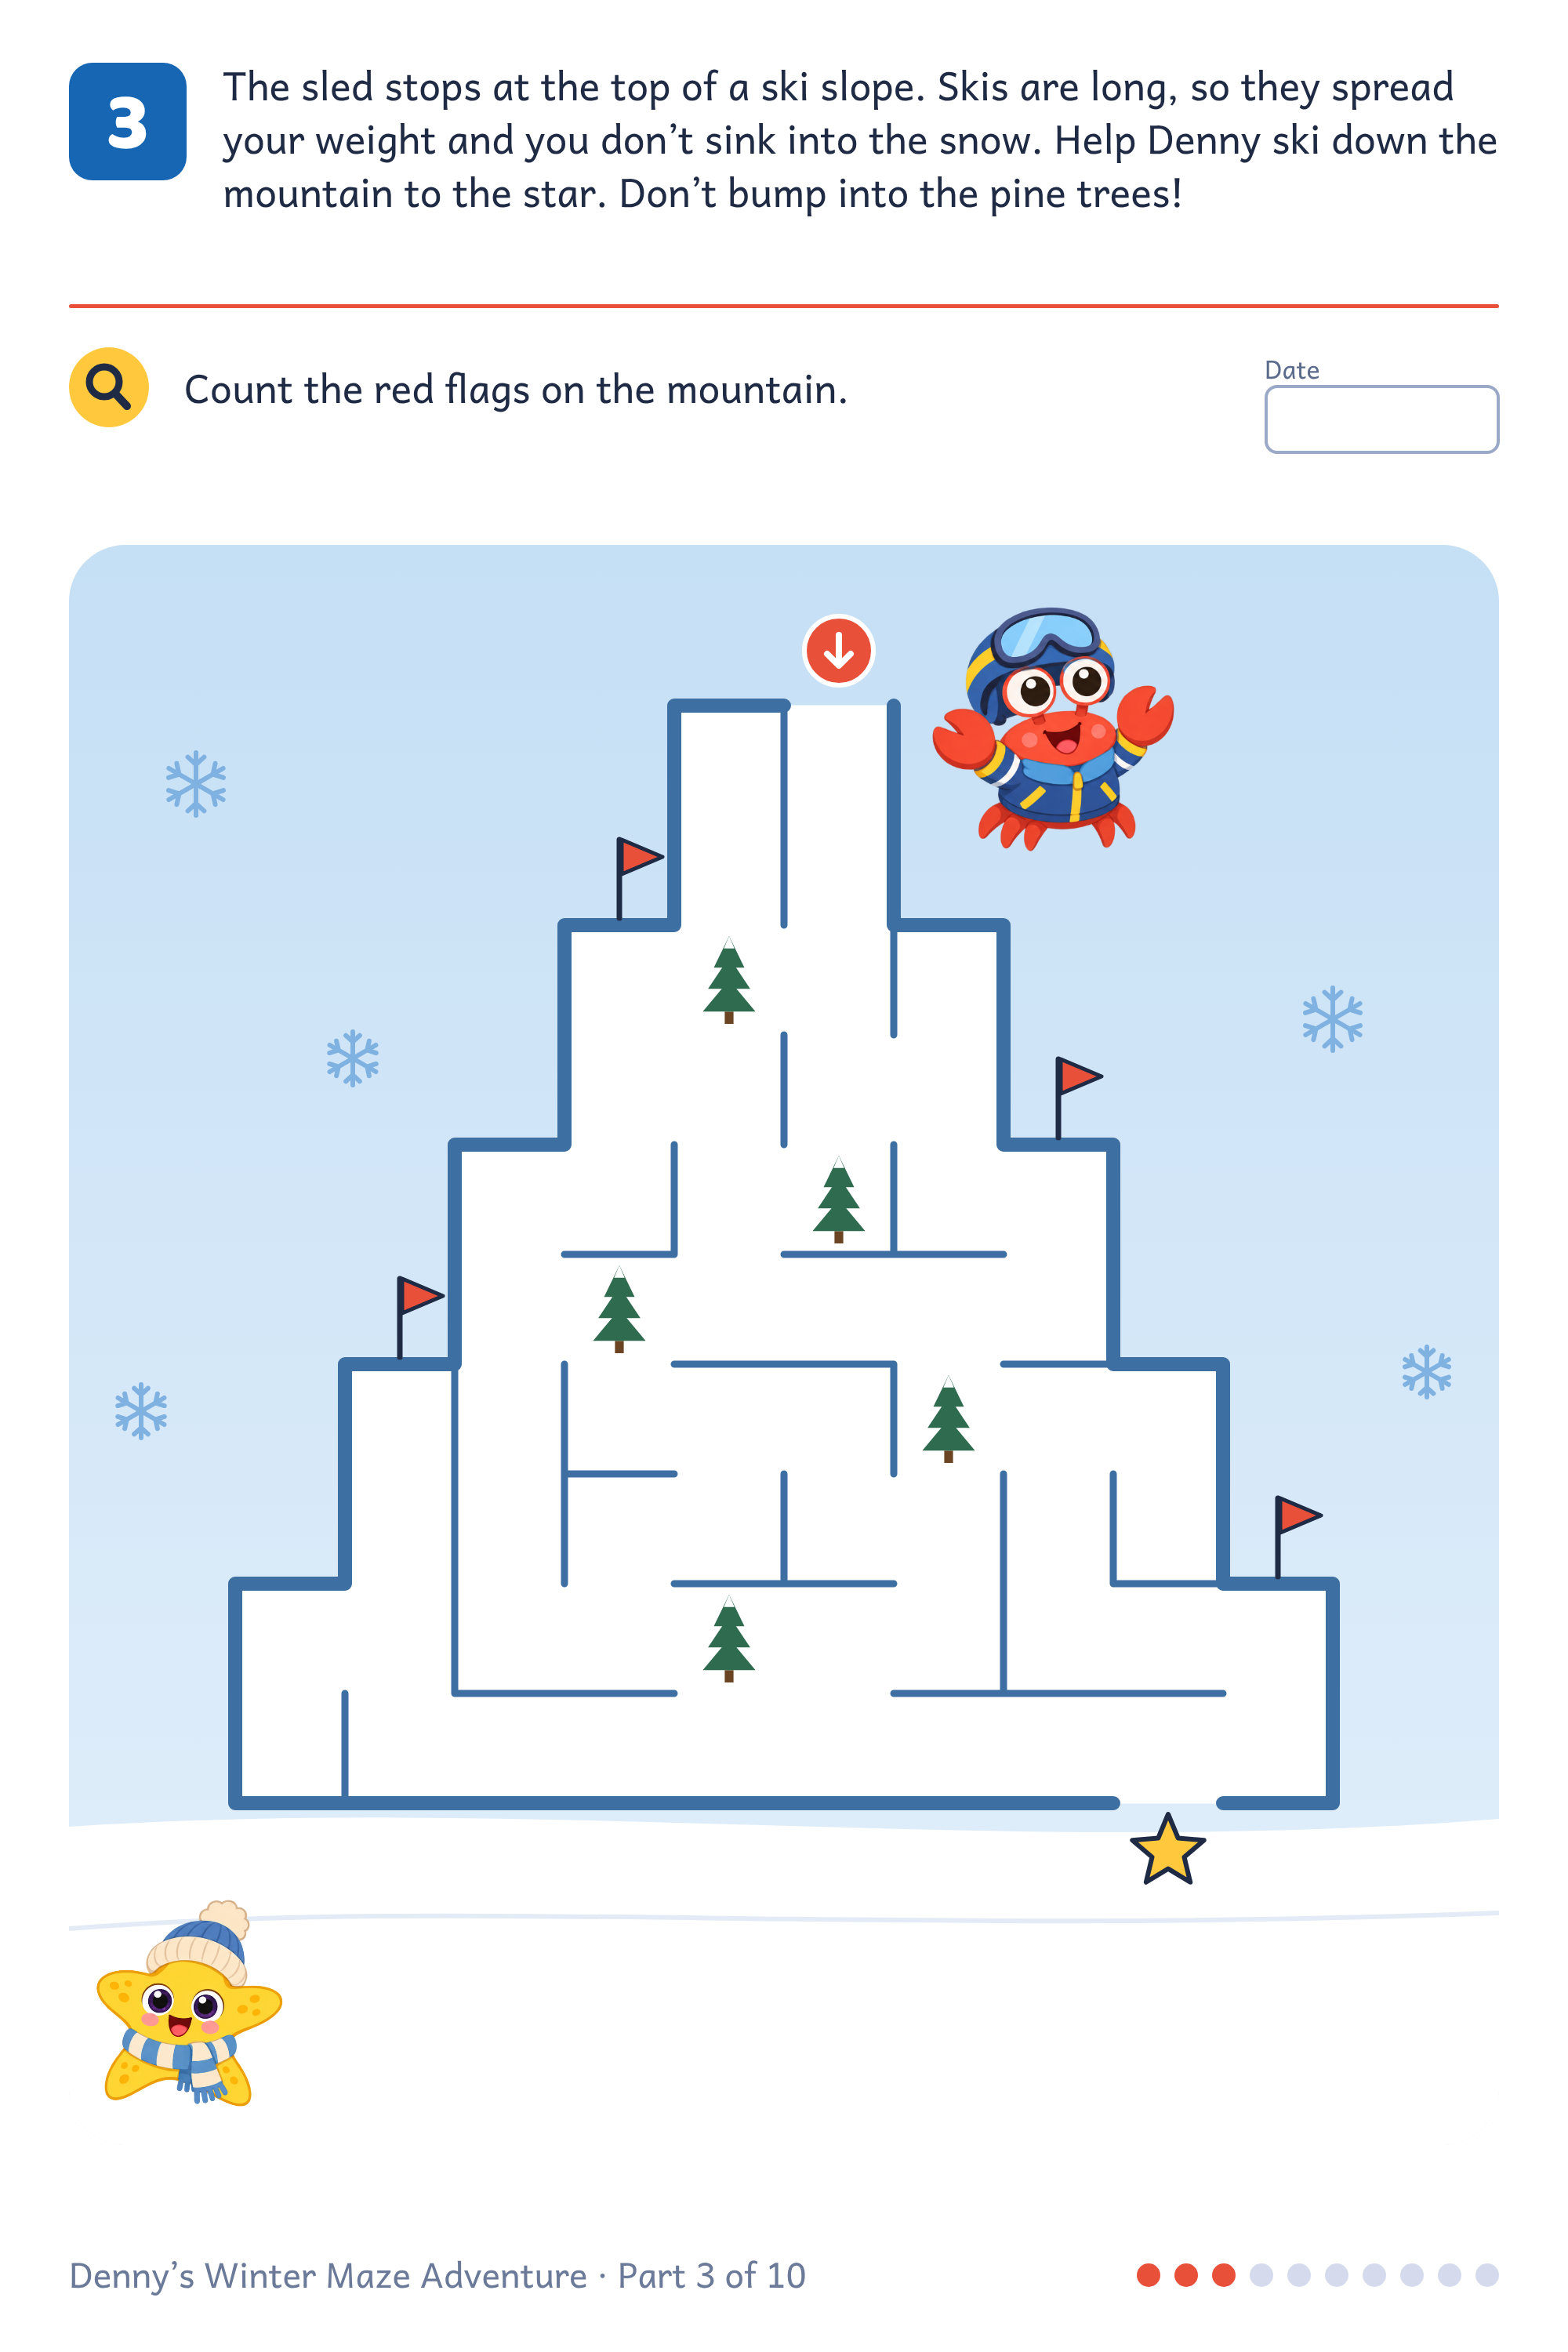 3
The sled stops at the top of a ski slope. Skis are long, so they spread
your weight and you don’t sink into the snow. Help Denny ski down the
mountain to the star. Don’t bump into the pine trees!
Count the red flags on the mountain.
Date
Denny’s Winter Maze Adventure · Part 3 of 10